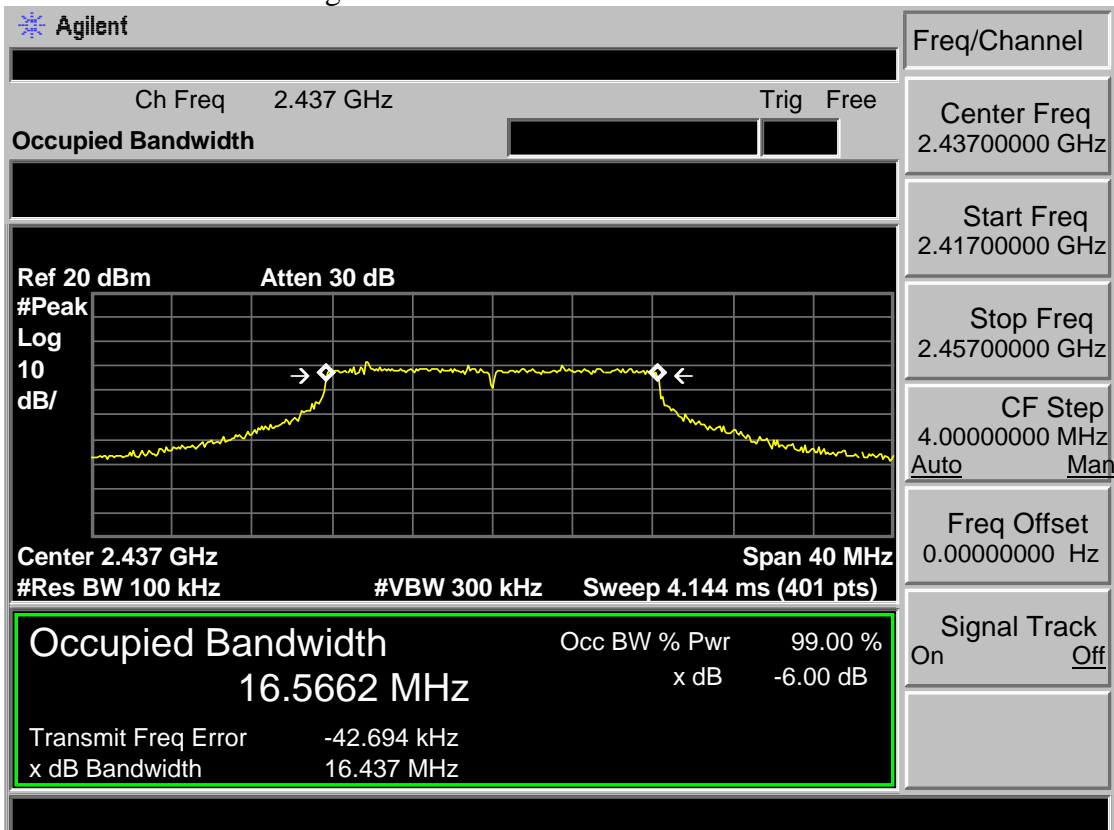 Agilent
Freq/Channel
Ch Freq 2.437 GHz Trig Free
Occupied Bandwidth
Center Freq
2.43700000 GHz
Start Freq
2.41700000 GHz
Stop Freq
2.45700000 GHz
CF Step
4.00000000 MHz
Auto Man
Freq Offset
0.00000000 Hz
Signal Track
On Off
Ref 20 dBm Atten 30 dB
#Peak
Log
10
dB/
Center 2.437 GHz Span 40 MHz
#Res BW 100 kHz #VBW 300 kHz Sweep 4.144 ms (401 pts)
Occupied Bandwidth Occ BW % Pwr 99.00 %
16.5662 MHz x dB -6.00 dB
Transmit Freq Error -42.694 kHz
x dB Bandwidth 16.437 MHz